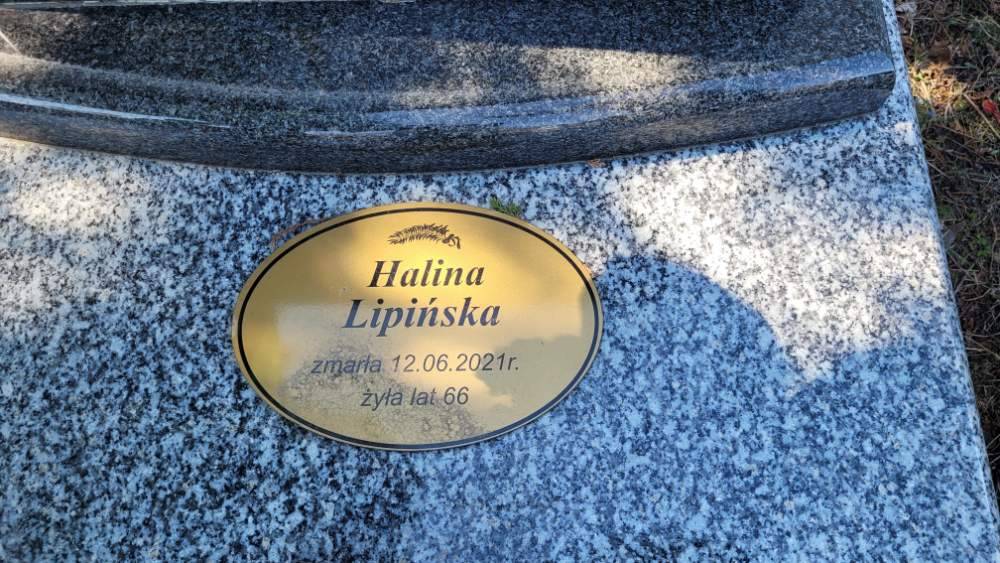 Halina
Lipińska
zmarła 12.06.2021r.
żyła lat 66